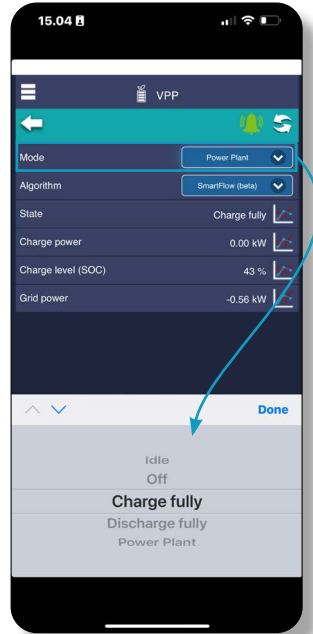 15.04
VPP
Mode Power Plant
Algorithm SmartFlow (beta)
State Charge fully
Charge power 0.00 kW
Charge level (SOC) 43 %
Grid power -0.56 kW
Done
Idle
Off
Charge fully
Discharge fully
Power Plant